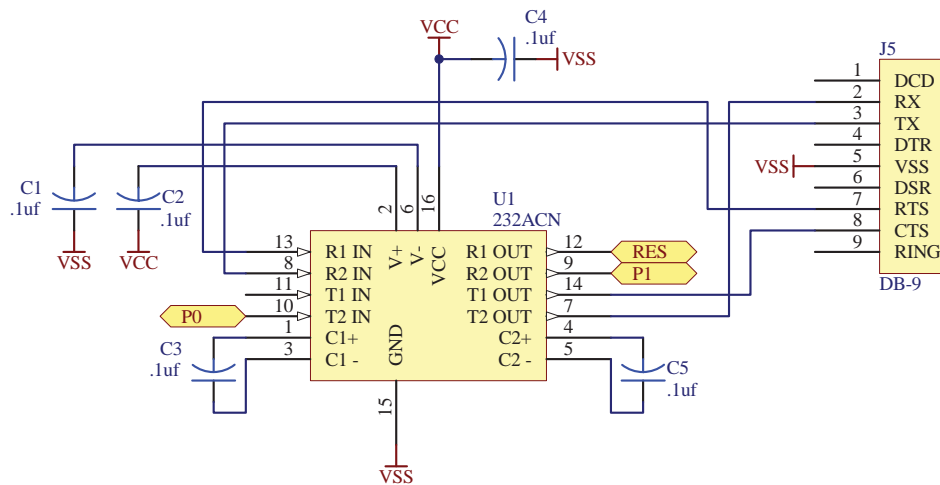 C4
.1uf
VCC
VSS
J5
1 DCD
2 RX
3 TX
4 DTR
VSS 5 VSS
6 DSR
7 RTS
8 CTS
9 RING
DB-9
C1
.1uf
C2
.1uf
VSS
VCC
2
6
16
U1
232ACN
13 R1 IN
8 R2 IN
11 T1 IN
10 T2 IN
1 C1+
3 C1 -
V+
V-
VCC
GND
R1 OUT 12
R2 OUT 9
T1 OUT 14
T2 OUT 7
C2+ 4
C2 - 5
RES
P1
P0
C3
.1uf
C5
.1uf
15
VSS